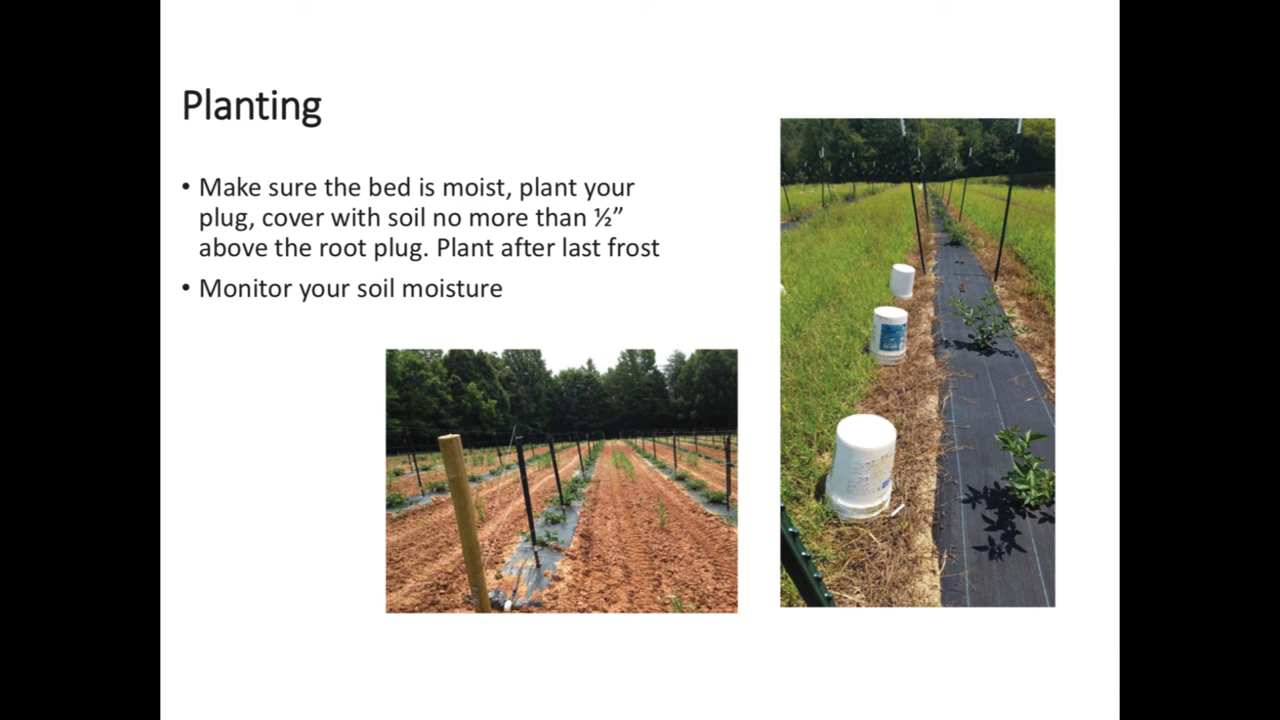 Planting
• Make sure the bed is moist, plant your
plug, cover with soil no more than ½”
above the root plug. Plant after last frost
• Monitor your soil moisture